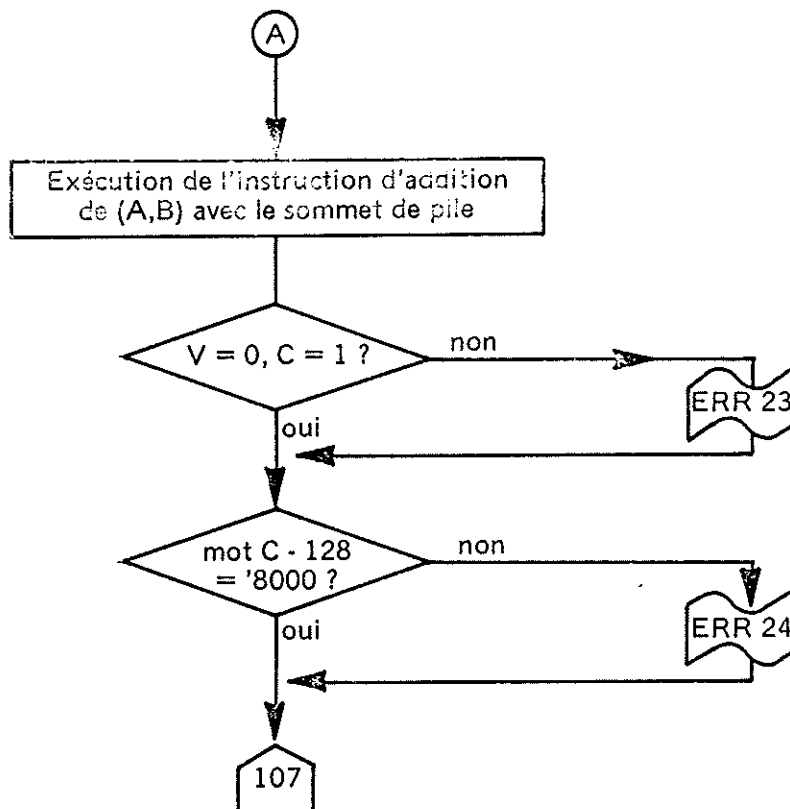 A
Exécution de l'instruction d'addition
de (A,B) avec le sommet de pile
V = 0, C = 1 ?
non
ERR 23
oui
mot C - 128
= '8000 ?
non
ERR 24
oui
107